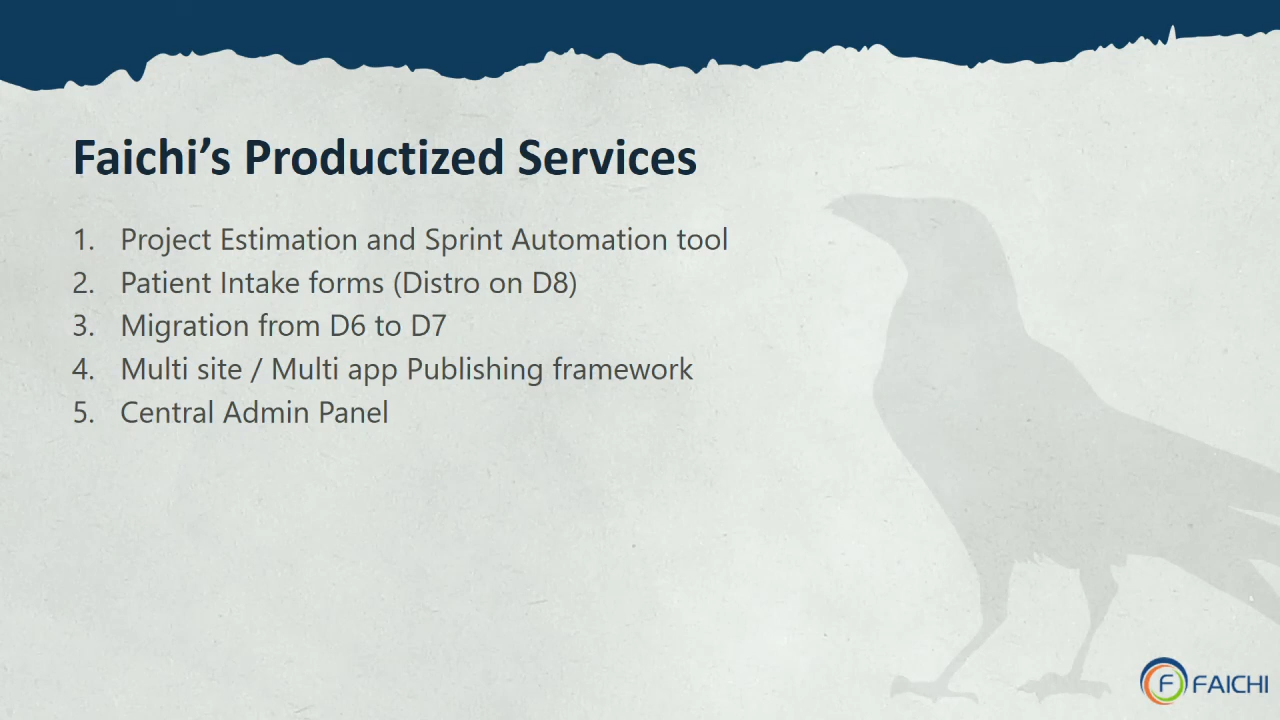 Faichi’s Productized Services
1. Project Estimation and Sprint Automation tool
2. Patient Intake forms (Distro on D8)
3. Migration from D6 to D7
4. Multi site / Multi app Publishing framework
5. Central Admin Panel
F FAICHI